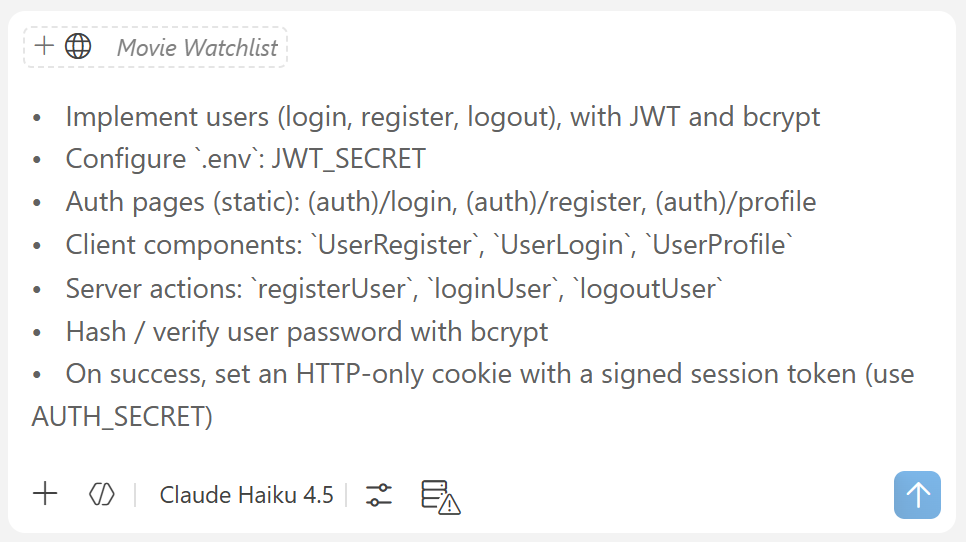 Movie Watchlist
• Implement users (login, register, logout), with JWT and bcrypt
• Configure `.env`: JWT_SECRET
• Auth pages (static): (auth)/login, (auth)/register, (auth)/profile
• Client components: `UserRegister`, `UserLogin`, `UserProfile`
• Server actions: `registerUser`, `loginUser`, `logoutUser`
• Hash / verify user password with bcrypt
• On success, set an HTTP-only cookie with a signed session token (use
AUTH_SECRET)
Claude Haiku 4.5